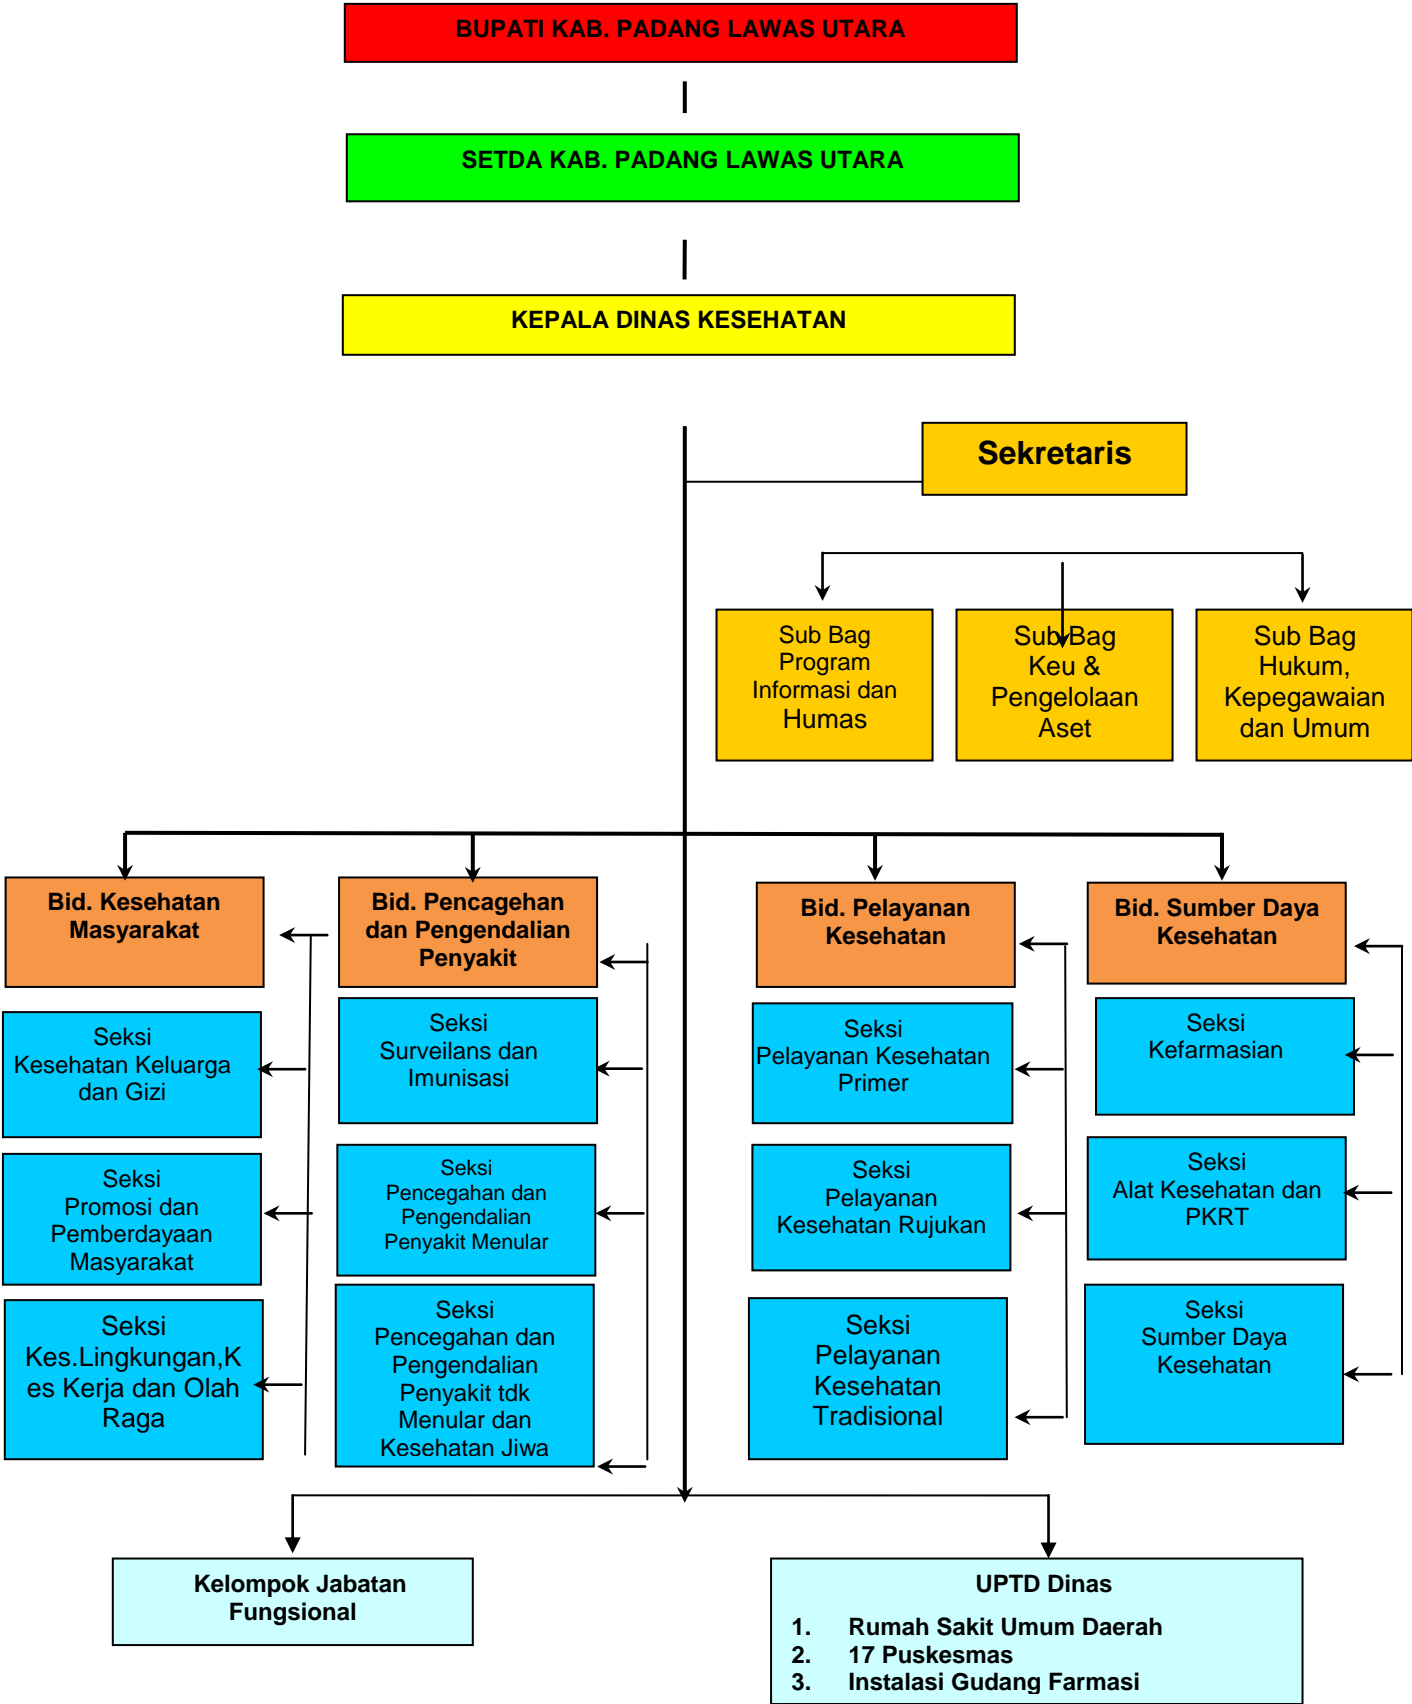 BUPATI KAB. PADANG LAWAS UTARA
SETDA KAB. PADANG LAWAS UTARA
KEPALA DINAS KESEHATAN
Sekretaris
Sub Bag
Program
Informasi dan
Humas
Sub Bag
Keu &
Pengelolaan
Aset
Sub Bag
Hukum,
Kepegawaian
dan Umum
Bid. Kesehatan
Masyarakat
Bid. Pencagehan
dan Pengendalian
Penyakit
Bid. Pelayanan
Kesehatan
Bid. Sumber Daya
Kesehatan
Seksi
Kesehatan Keluarga
dan Gizi
Seksi
Surveilans dan
Imunisasi
Seksi
Pelayanan Kesehatan
Primer
Seksi
Kefarmasian
Seksi
Promosi dan
Pemberdayaan
Masyarakat
Seksi
Pencegahan dan
Pengendalian
Penyakit Menular
Seksi
Pelayanan
Kesehatan Rujukan
Seksi
Alat Kesehatan dan
PKRT
Seksi
Kes.Lingkungan,K
es Kerja dan Olah
Raga
Seksi
Pencegahan dan
Pengendalian
Penyakit tdk
Menular dan
Kesehatan Jiwa
Seksi
Pelayanan
Kesehatan
Tradisional
Seksi
Sumber Daya
Kesehatan
Kelompok Jabatan
Fungsional
UPTD Dinas
1. Rumah Sakit Umum Daerah
2. 17 Puskesmas
3. Instalasi Gudang Farmasi